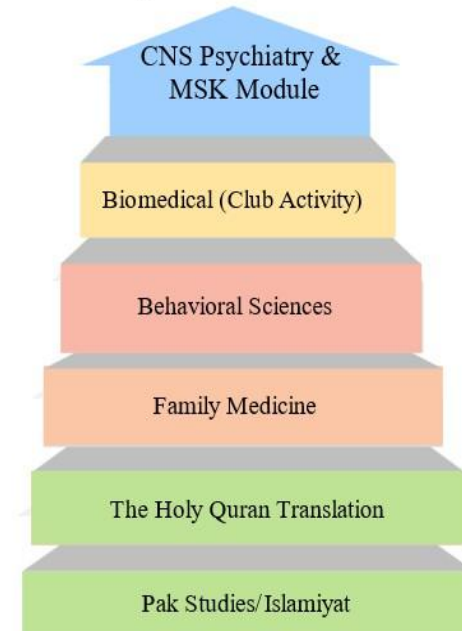 CNS Psychiatry &
MSK Module
Biomedical (Club Activity)
Behavioral Sciences
Family Medicine
The Holy Quran Translation
Pak Studies/Islamiyat